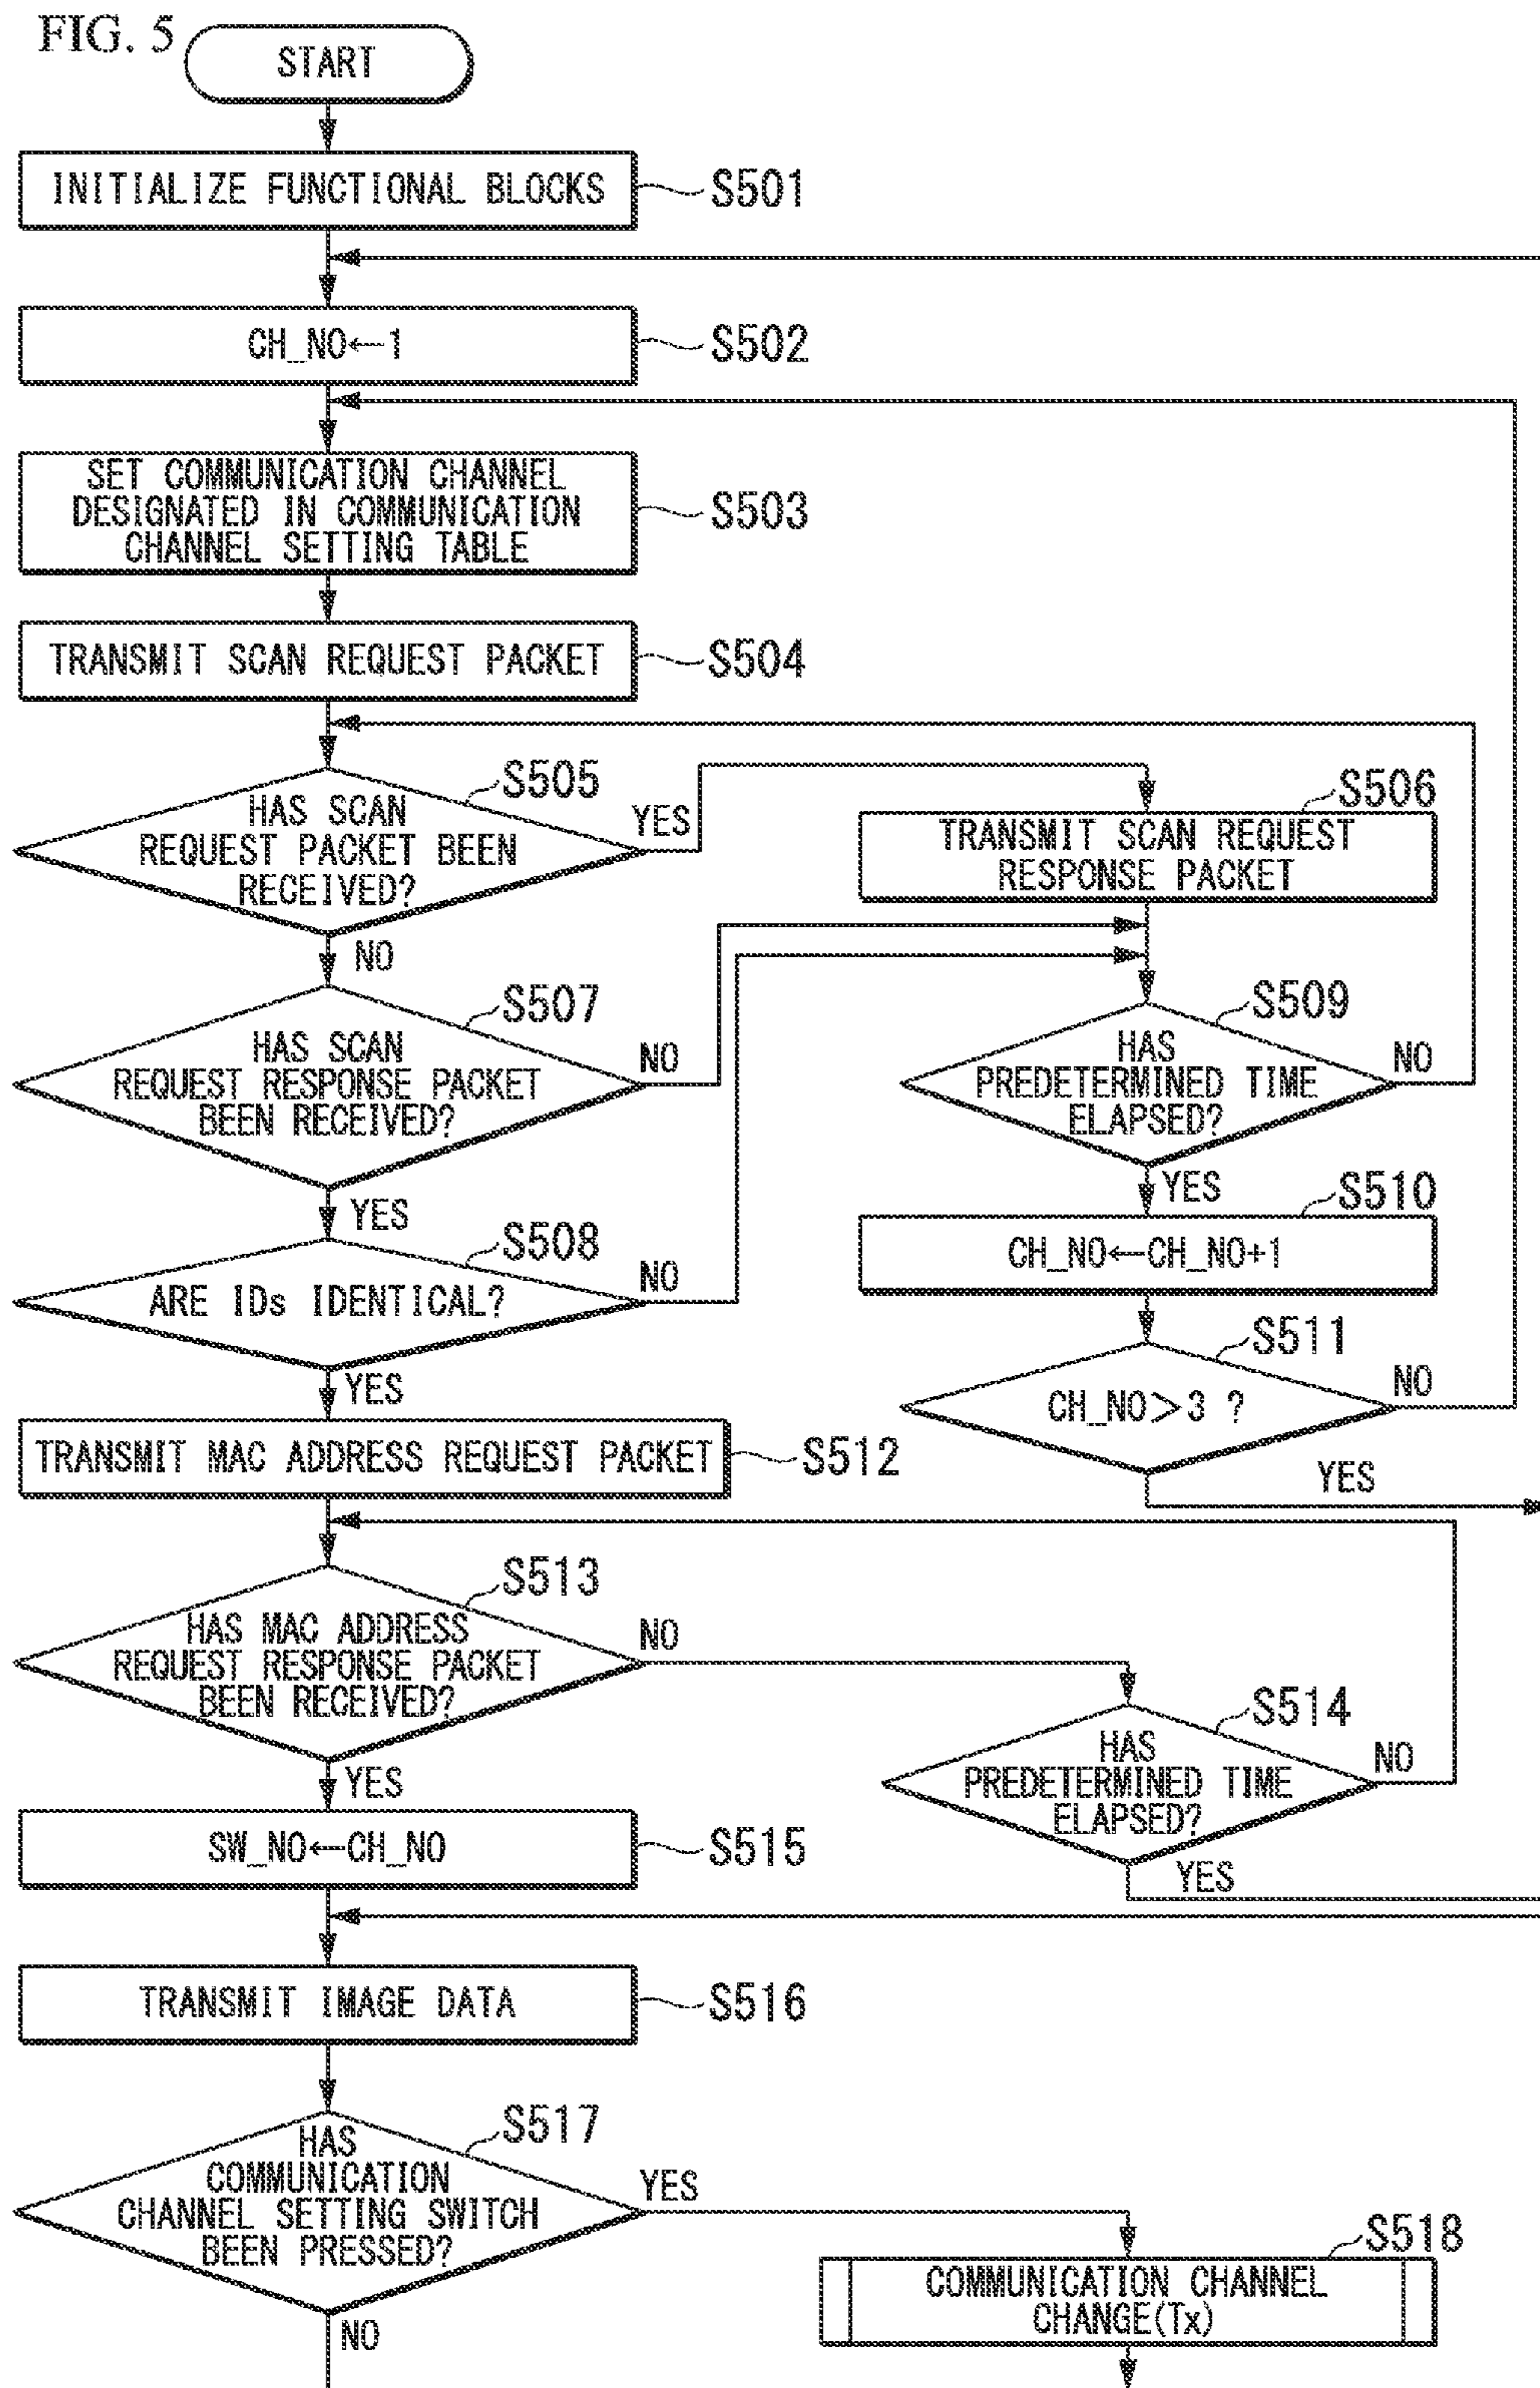 FIG. 5
START
INITIALIZE FUNCTIONAL BLOCKS
S501
CH_NO←1
S502
SET COMMUNICATION CHANNEL
DESIGNATED IN COMMUNICATION
CHANNEL SETTING TABLE
S503
TRANSMIT SCAN REQUEST PACKET
S504
S505
HAS SCAN
REQUEST PACKET BEEN
RECEIVED?
YES
NO
S506
TRANSMIT SCAN REQUEST
RESPONSE PACKET
S507
HAS SCAN
REQUEST RESPONSE PACKET
BEEN RECEIVED?
NO
YES
S509
HAS
PREDETERMINED TIME
ELAPSED?
NO
YES
S508
ARE IDs IDENTICAL?
NO
YES
S510
CH_NO←CH_NO+1
S511
CH_NO>3 ?
NO
YES
TRANSMIT MAC ADDRESS REQUEST PACKET
S512
S513
HAS MAC ADDRESS
REQUEST RESPONSE PACKET
BEEN RECEIVED?
NO
YES
S514
HAS
PREDETERMINED TIME
ELAPSED?
NO
YES
SW_NO←CH_NO
S515
TRANSMIT IMAGE DATA
S516
S517
HAS
COMMUNICATION
CHANNEL SETTING SWITCH
BEEN PRESSED?
YES
NO
S518
COMMUNICATION CHANNEL
CHANGE(Tx)